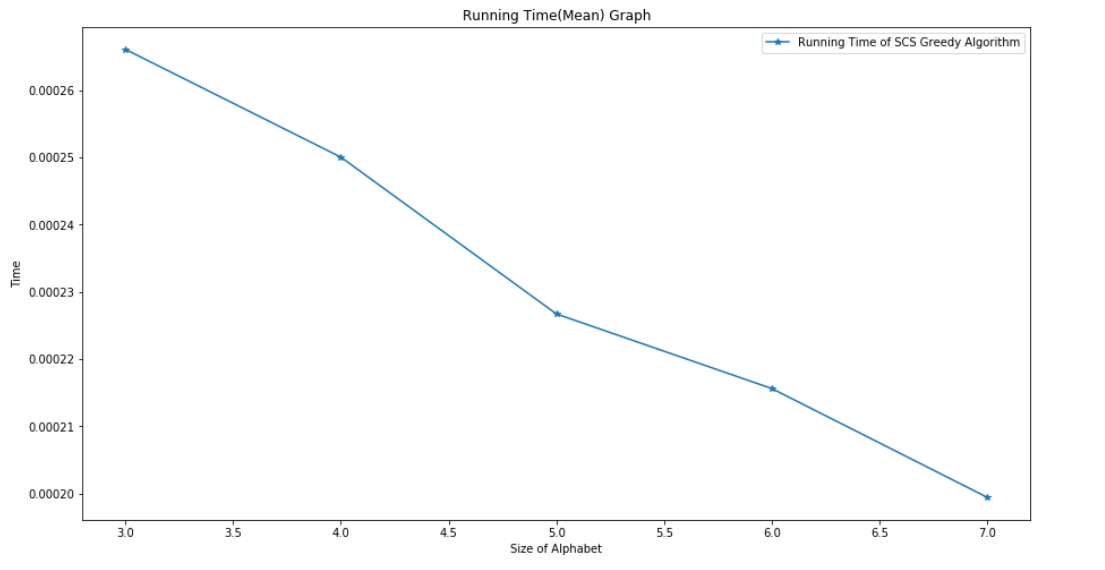 Running Time(Mean) Graph
Running Time of SCS Greedy Algorithm
0.00026
0.00025
0.00024
0.00023
0.00022
0.00021
0.00020
Time
3.0 3.5 4.0 4.5 5.0 5.5 6.0 6.5 7.0
Size of Alphabet